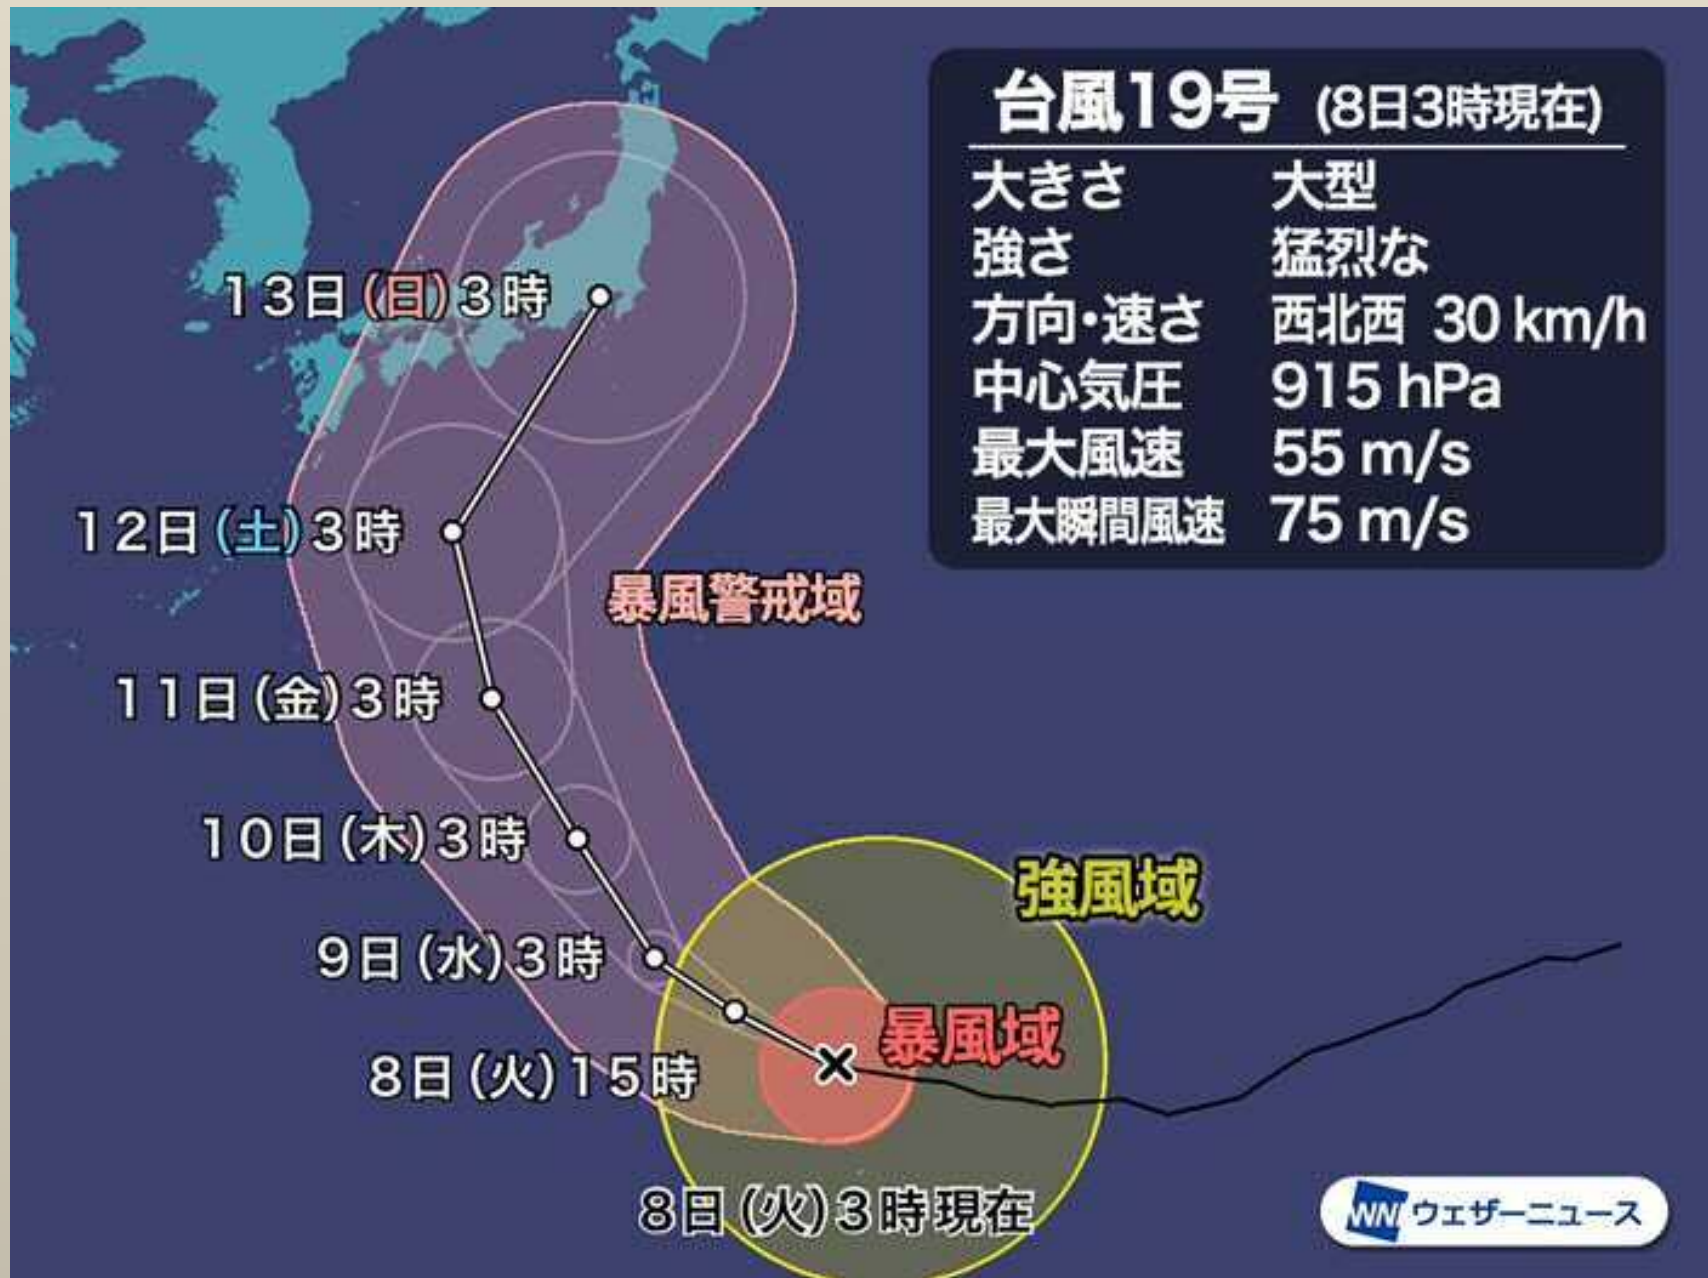 台風19号 (8日3時現在)
大きさ 大型
強さ 猛烈な
方向・速さ 西北西 30 km/h
中心気圧 915 hPa
最大風速 55 m/s
最大瞬間風速 75 m/s
13日(日)3時
12日(土)3時
暴風警戒域
11日(金)3時
10日(木)3時
強風域
9日(水)3時
暴風域
8日(火)15時
8日(火)3時現在
WN ウェザーニュース